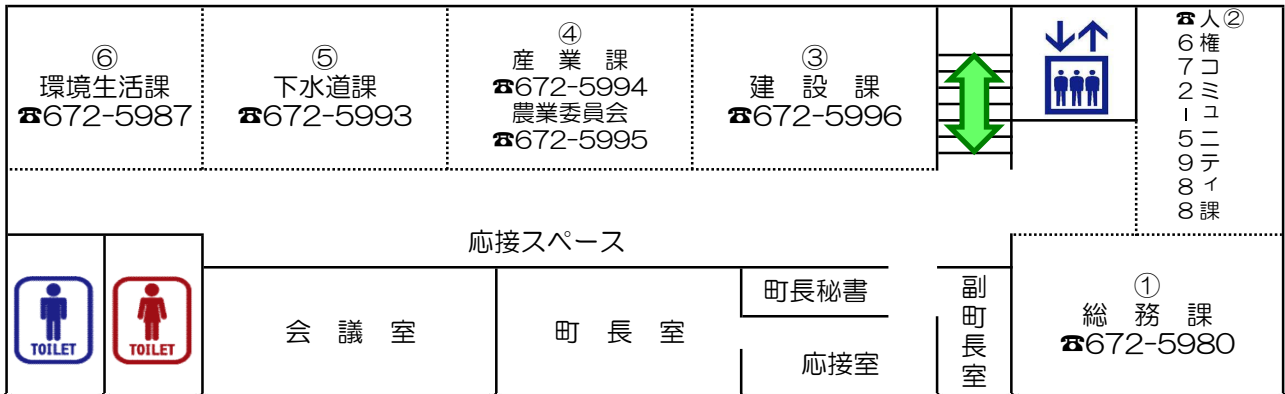 ⑥
環境生活課
☎672-5987
⑤
下水道課
☎672-5993
④
産 業 課
☎672-5994
農業委員会
☎672-5995
③
建 設 課
☎672-5996
②
人権コミュニティ課
☎672-5988
応接スペース
TOILET
TOILET
会 議 室
町 長 室
町長秘書
応接室
副町長室
①
総 務 課
☎672-5980